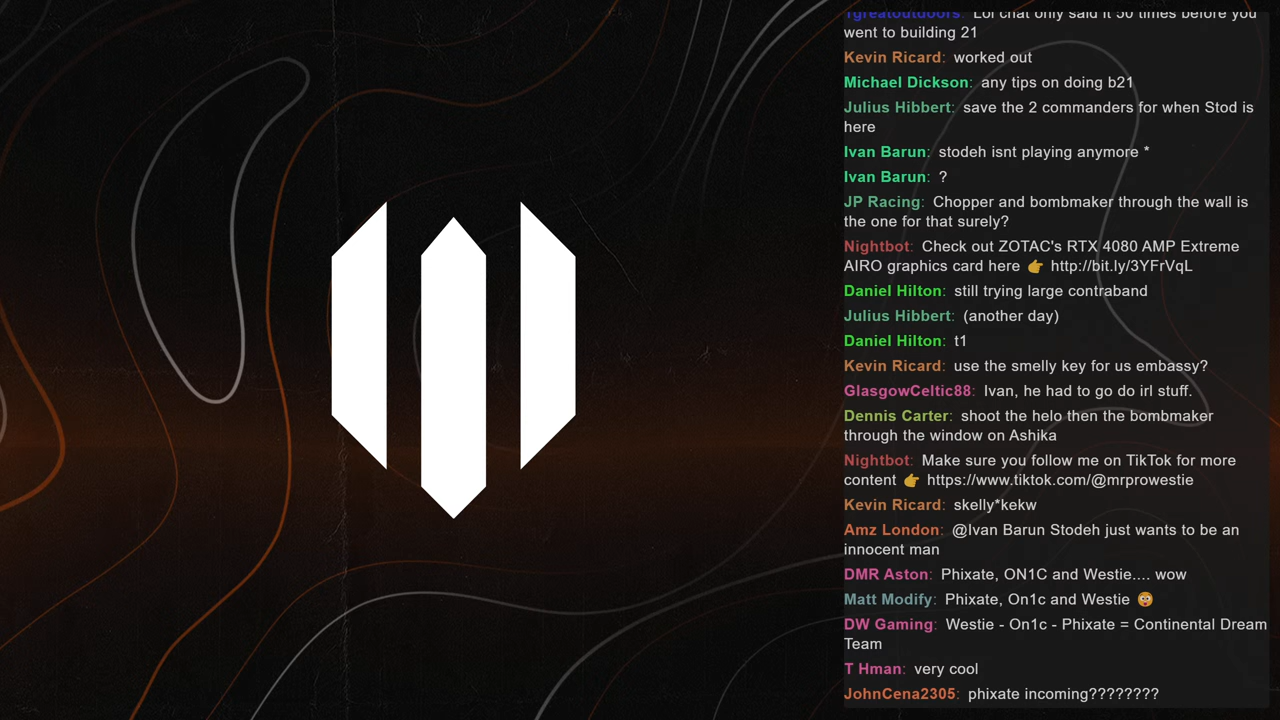 Tgreatoutdoors: Lol chat only said it 50 times before you
went to building 21
Kevin Ricard: worked out
Michael Dickson: any tips on doing b21
Julius Hibbert: save the 2 commanders for when Stod is
here
Ivan Barun: stodeh isnt playing anymore *
Ivan Barun: ?
JP Racing: Chopper and bombmaker through the wall is
the one for that surely?
Nightbot: Check out ZOTAC's RTX 4080 AMP Extreme
AIRO graphics card here 👉 http://bit.ly/3YFrVqL
Daniel Hilton: still trying large contraband
Julius Hibbert: (another day)
Daniel Hilton: t1
Kevin Ricard: use the smelly key for us embassy?
GlasgowCeltic88: Ivan, he had to go do irl stuff.
Dennis Carter: shoot the helo then the bombmaker
through the window on Ashika
Nightbot: Make sure you follow me on TikTok for more
content 👉 https://www.tiktok.com/@mrprowestie
Kevin Ricard: skelly*kekw
Amz London: @Ivan Barun Stodeh just wants to be an
innocent man
DMR Aston: Phixate, ON1C and Westie.... wow
Matt Modify: Phixate, On1c and Westie 😳
DW Gaming: Westie - On1c - Phixate = Continental Dream
Team
T Hman: very cool
JohnCena2305: phixate incoming????????